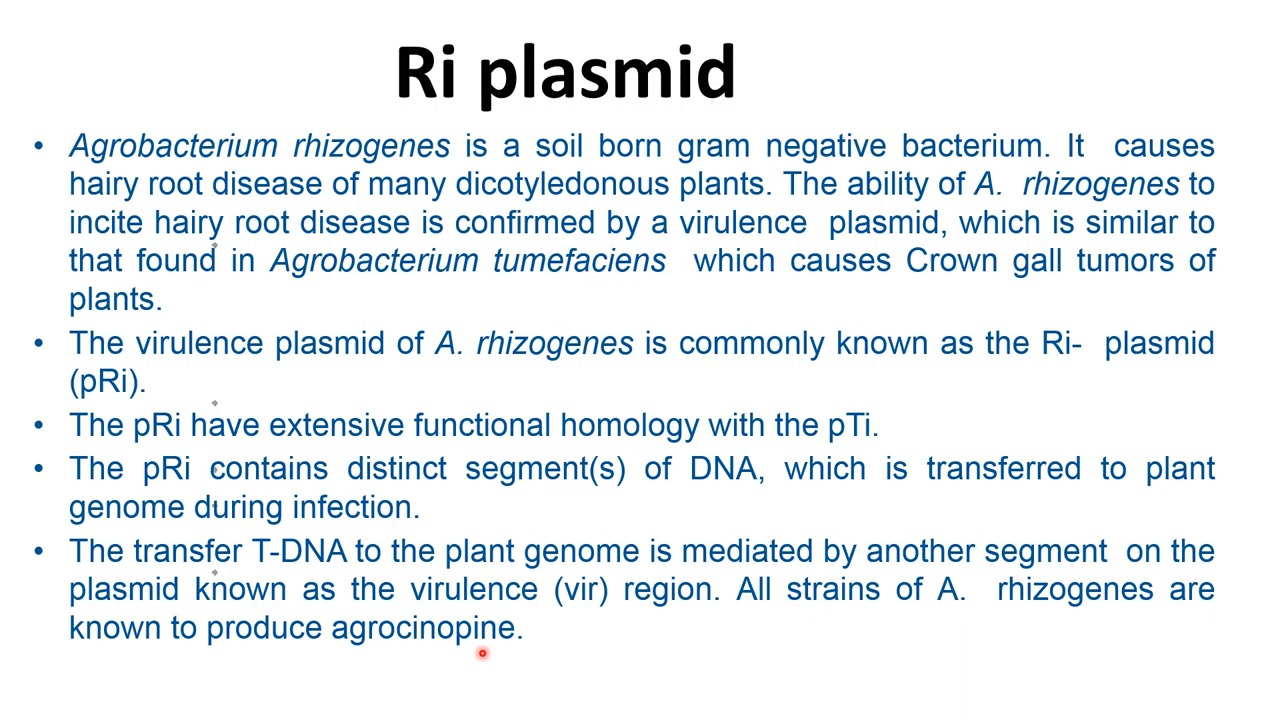 Ri plasmid
• Agrobacterium rhizogenes is a soil born gram negative bacterium. It causes
hairy root disease of many dicotyledonous plants. The ability of A. rhizogenes to
incite hairy root disease is confirmed by a virulence plasmid, which is similar to
that found in Agrobacterium tumefaciens which causes Crown gall tumors of
plants.
• The virulence plasmid of A. rhizogenes is commonly known as the Ri- plasmid
(pRi).
• The pRi have extensive functional homology with the pTi.
• The pRi contains distinct segment(s) of DNA, which is transferred to plant
genome during infection.
• The transfer T-DNA to the plant genome is mediated by another segment on the
plasmid known as the virulence (vir) region. All strains of A. rhizogenes are
known to produce agrocinopine.